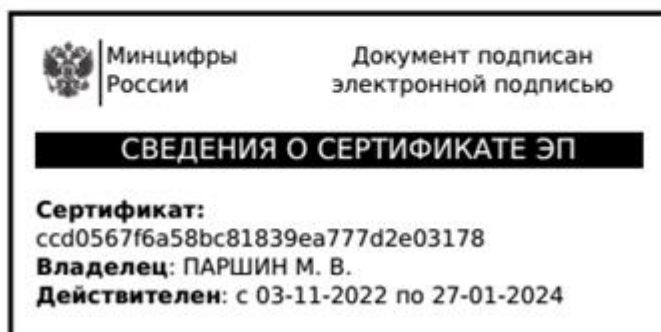 Минцифры России
Документ подписан электронной подписью
СВЕДЕНИЯ О СЕРТИФИКАТЕ ЭП
Сертификат:
ccd0567f6a58bc81839ea777d2e03178
Владелец: ПАРШИН М. В.
Действителен: с 03-11-2022 по 27-01-2024